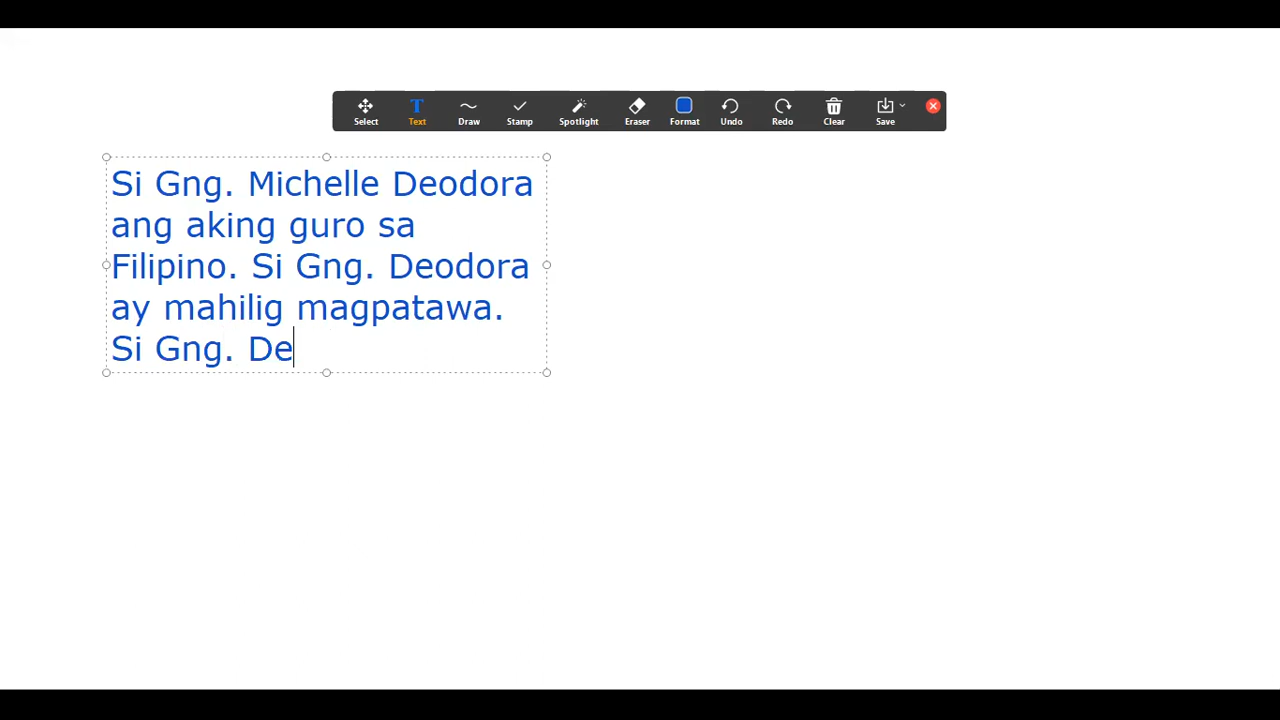 Select Text Draw Stamp Spotlight Eraser Format Undo Redo Clear Save
Si Gng. Michelle Deodora
ang aking guro sa
Filipino. Si Gng. Deodora
ay mahilig magpatawa.
Si Gng. De